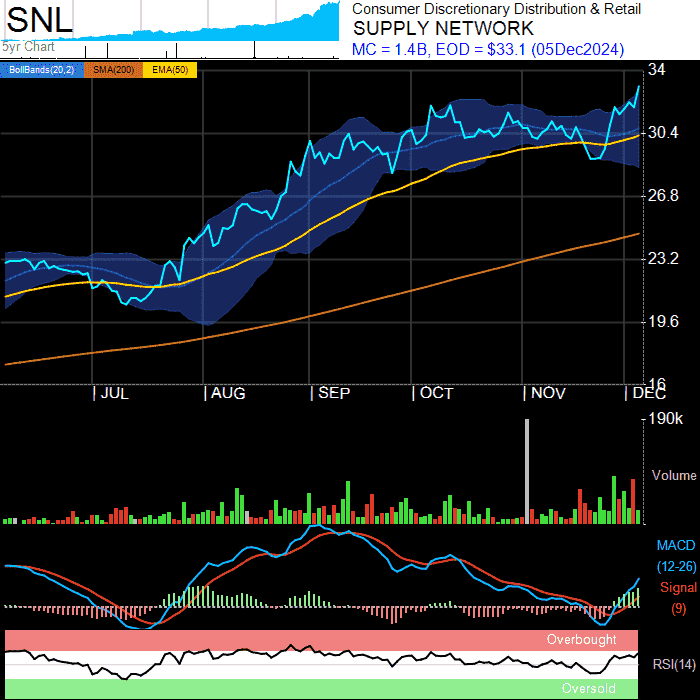 SNL
5yr Chart
Consumer Discretionary Distribution & Retail
SUPPLY NETWORK
MC = 1.4B, EOD = $33.1 (05Dec2024)
BollBands(20,2) SMA(200) EMA(50)
34
30.4
26.8
23.2
19.6
16
JUL AUG SEP OCT NOV DEC
190k
Volume
MACD
(12-26)
Signal
(9)
Overbought
RSI(14)
Oversold